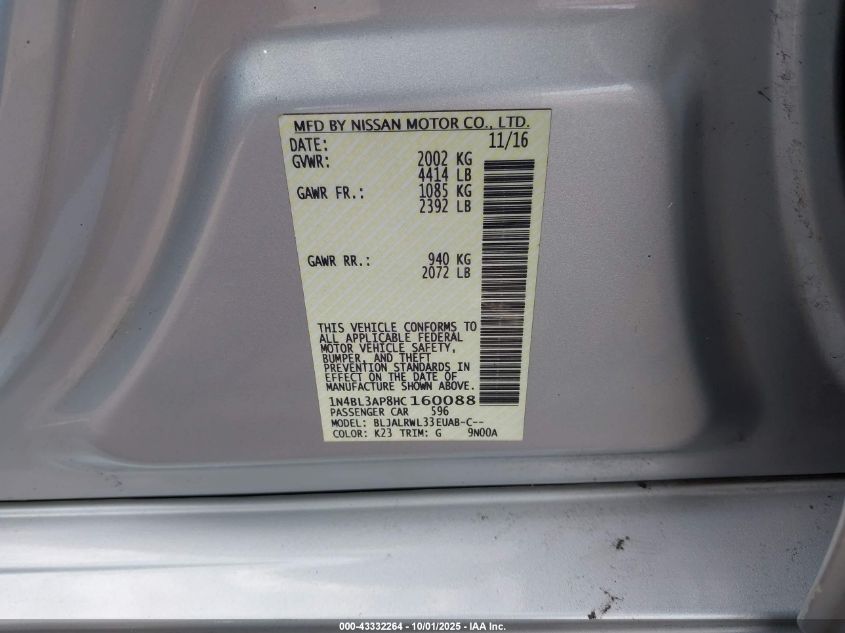 MFD BY NISSAN MOTOR CO., LTD.
DATE: 11/16
GVWR: 2002 KG
4414 LB
GAWR FR.: 1085 KG
2392 LB
GAWR RR.: 940 KG
2072 LB
THIS VEHICLE CONFORMS TO
ALL APPLICABLE FEDERAL
MOTOR VEHICLE SAFETY,
BUMPER, AND THEFT
PREVENTION STANDARDS IN
EFFECT ON THE DATE OF
MANUFACTURE SHOWN ABOVE.
1N4BL3AP8HC160088
PASSENGER CAR 596
MODEL: BLJALRWL33EUAB-C--
COLOR: K23 TRIM: G 9N00A
000-43332264 - 10/01/2025 - IAA Inc.